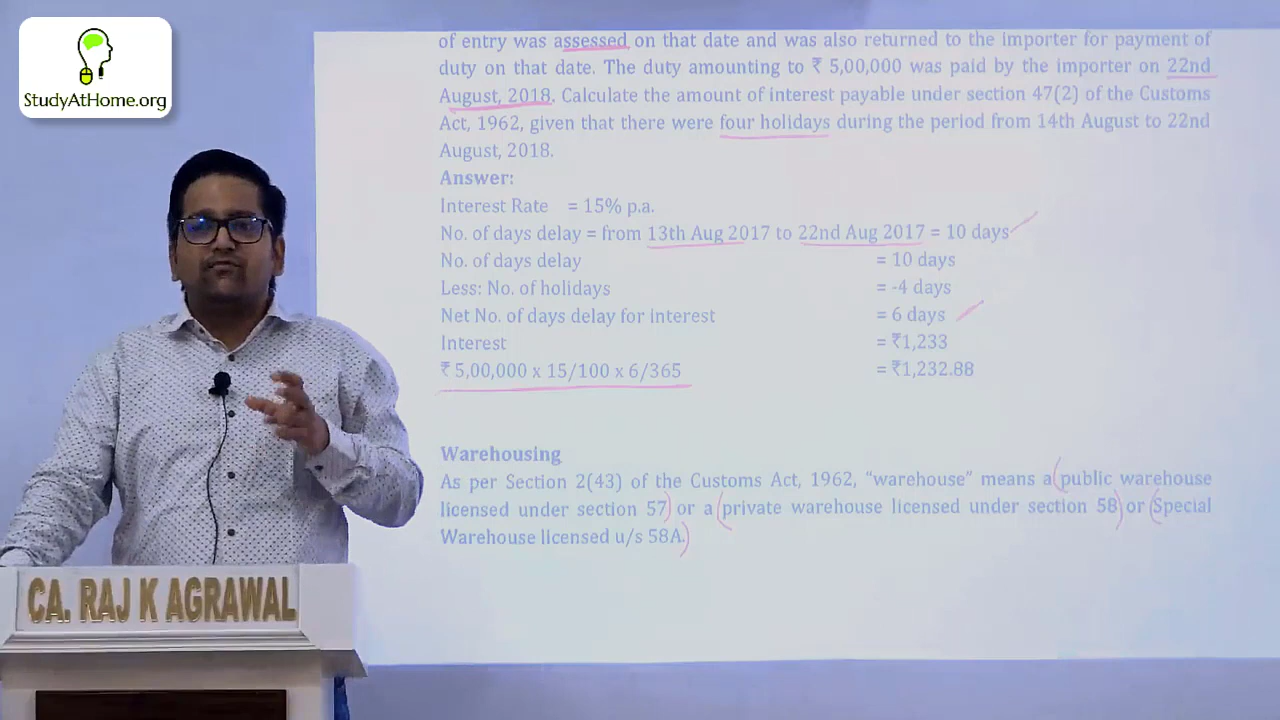 StudyAtHome.org
of entry was assessed on that date and was also returned to the importer for payment of
duty on that date. The duty amounting to ₹ 5,00,000 was paid by the importer on 22nd
August, 2018. Calculate the amount of interest payable under section 47(2) of the Customs
Act, 1962, given that there were four holidays during the period from 14th August to 22nd
August, 2018.
Answer:
Interest Rate = 15% p.a.
No. of days delay = from 13th Aug 2017 to 22nd Aug 2017 = 10 days
No. of days delay = 10 days
Less: No. of holidays = -4 days
Net No. of days delay for interest = 6 days
Interest = ₹1,233
₹ 5,00,000 x 15/100 x 6/365 = ₹1,232.88
Warehousing
As per Section 2(43) of the Customs Act, 1962, “warehouse” means a public warehouse
licensed under section 57 or a private warehouse licensed under section 58 or Special
Warehouse licensed u/s 58A.
CA. RAJ K AGRAWAL